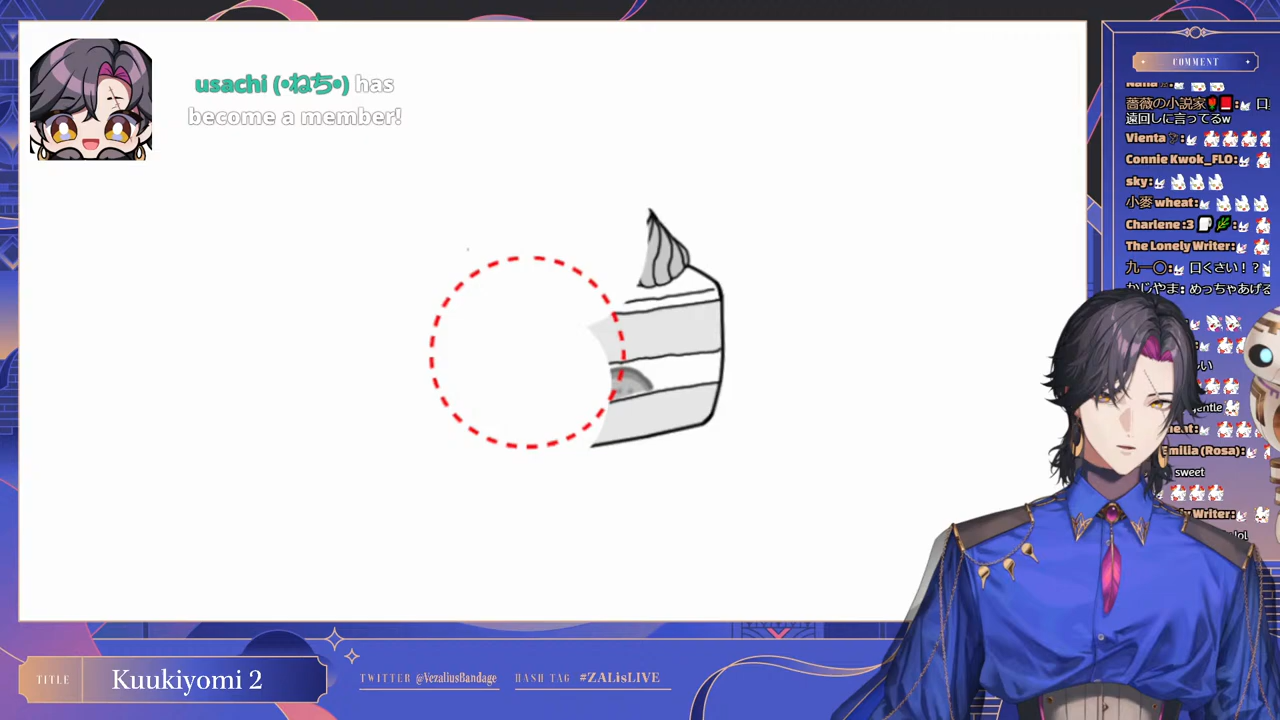 usachi (•ねち•) has
become a member!
COMMENT
薔薇の小説家
遠回しに言ってるw
Vienta
Connie Kwok_FLO:
sky:
小麥 wheat:
Charlene :3
The Lonely Writer:
九一〇: 口くさい！？
かじやま: めっちゃあげる
Emilia (Rosa):
sweet
TITLE
Kuukiyomi 2
TWITTER @VezaliusBandage
HASH TAG #ZALisLIVE